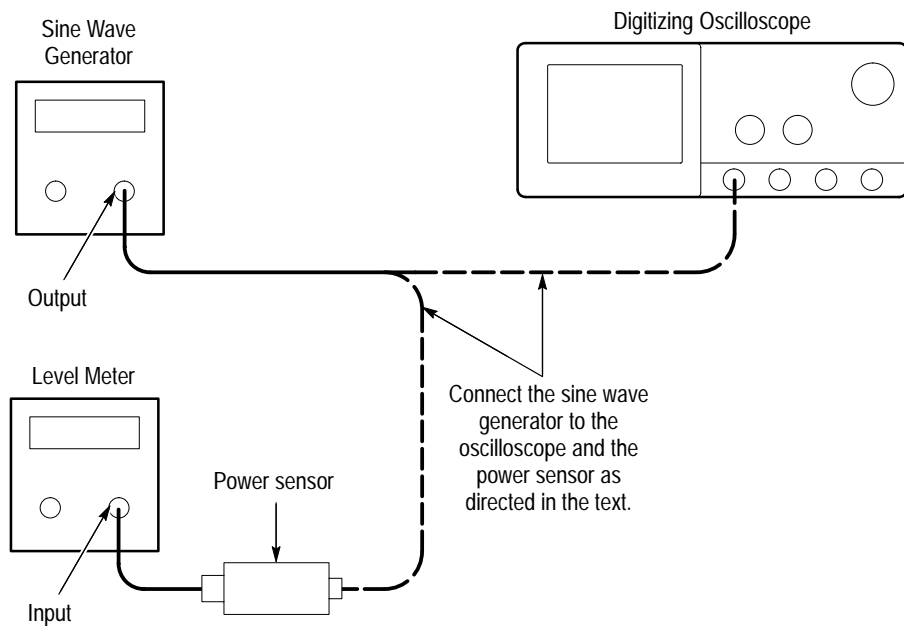 Sine Wave
Generator
Digitizing Oscilloscope
Output
Level Meter
Connect the sine wave
generator to the
oscilloscope and the
power sensor as
directed in the text.
Power sensor
Input